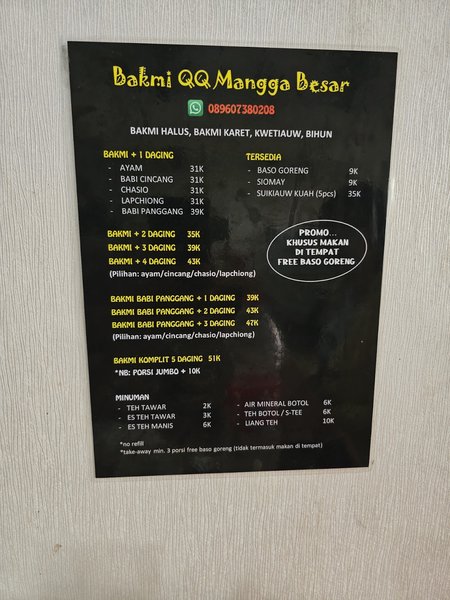 Bakmi QQ Mangga Besar
089607380208
BAKMI HALUS, BAKMI KARET, KWETIAUW, BIHUN
BAKMI + 1 DAGING
- AYAM 31K
- BABI CINCANG 31K
- CHASIO 31K
- LAPCHIONG 31K
- BABI PANGGANG 39K
TERSEDIA
- BASO GORENG 9K
- SIOMAY 9K
- SUIKIAUW KUAH (5pcs) 35K
BAKMI + 2 DAGING 35K
BAKMI + 3 DAGING 39K
BAKMI + 4 DAGING 43K
(Pilihan: ayam/cincang/chasio/lapchiong)
PROMO...
KHUSUS MAKAN
DI TEMPAT
FREE BASO GORENG
BAKMI BABI PANGGANG + 1 DAGING 39K
BAKMI BABI PANGGANG + 2 DAGING 43K
BAKMI BABI PANGGANG + 3 DAGING 47K
(Pilihan: ayam/cincang/chasio/lapchiong)
BAKMI KOMPLIT 5 DAGING 51K
*NB: PORSI JUMBO + 10K
MINUMAN
- TEH TAWAR 2K
- ES TEH TAWAR 3K
- ES TEH MANIS 6K
- AIR MINERAL BOTOL 6K
- TEH BOTOL / S-TEE 6K
- LIANG TEH 10K
*no refill
*take-away min. 3 porsi free baso goreng (tidak termasuk makan di tempat)